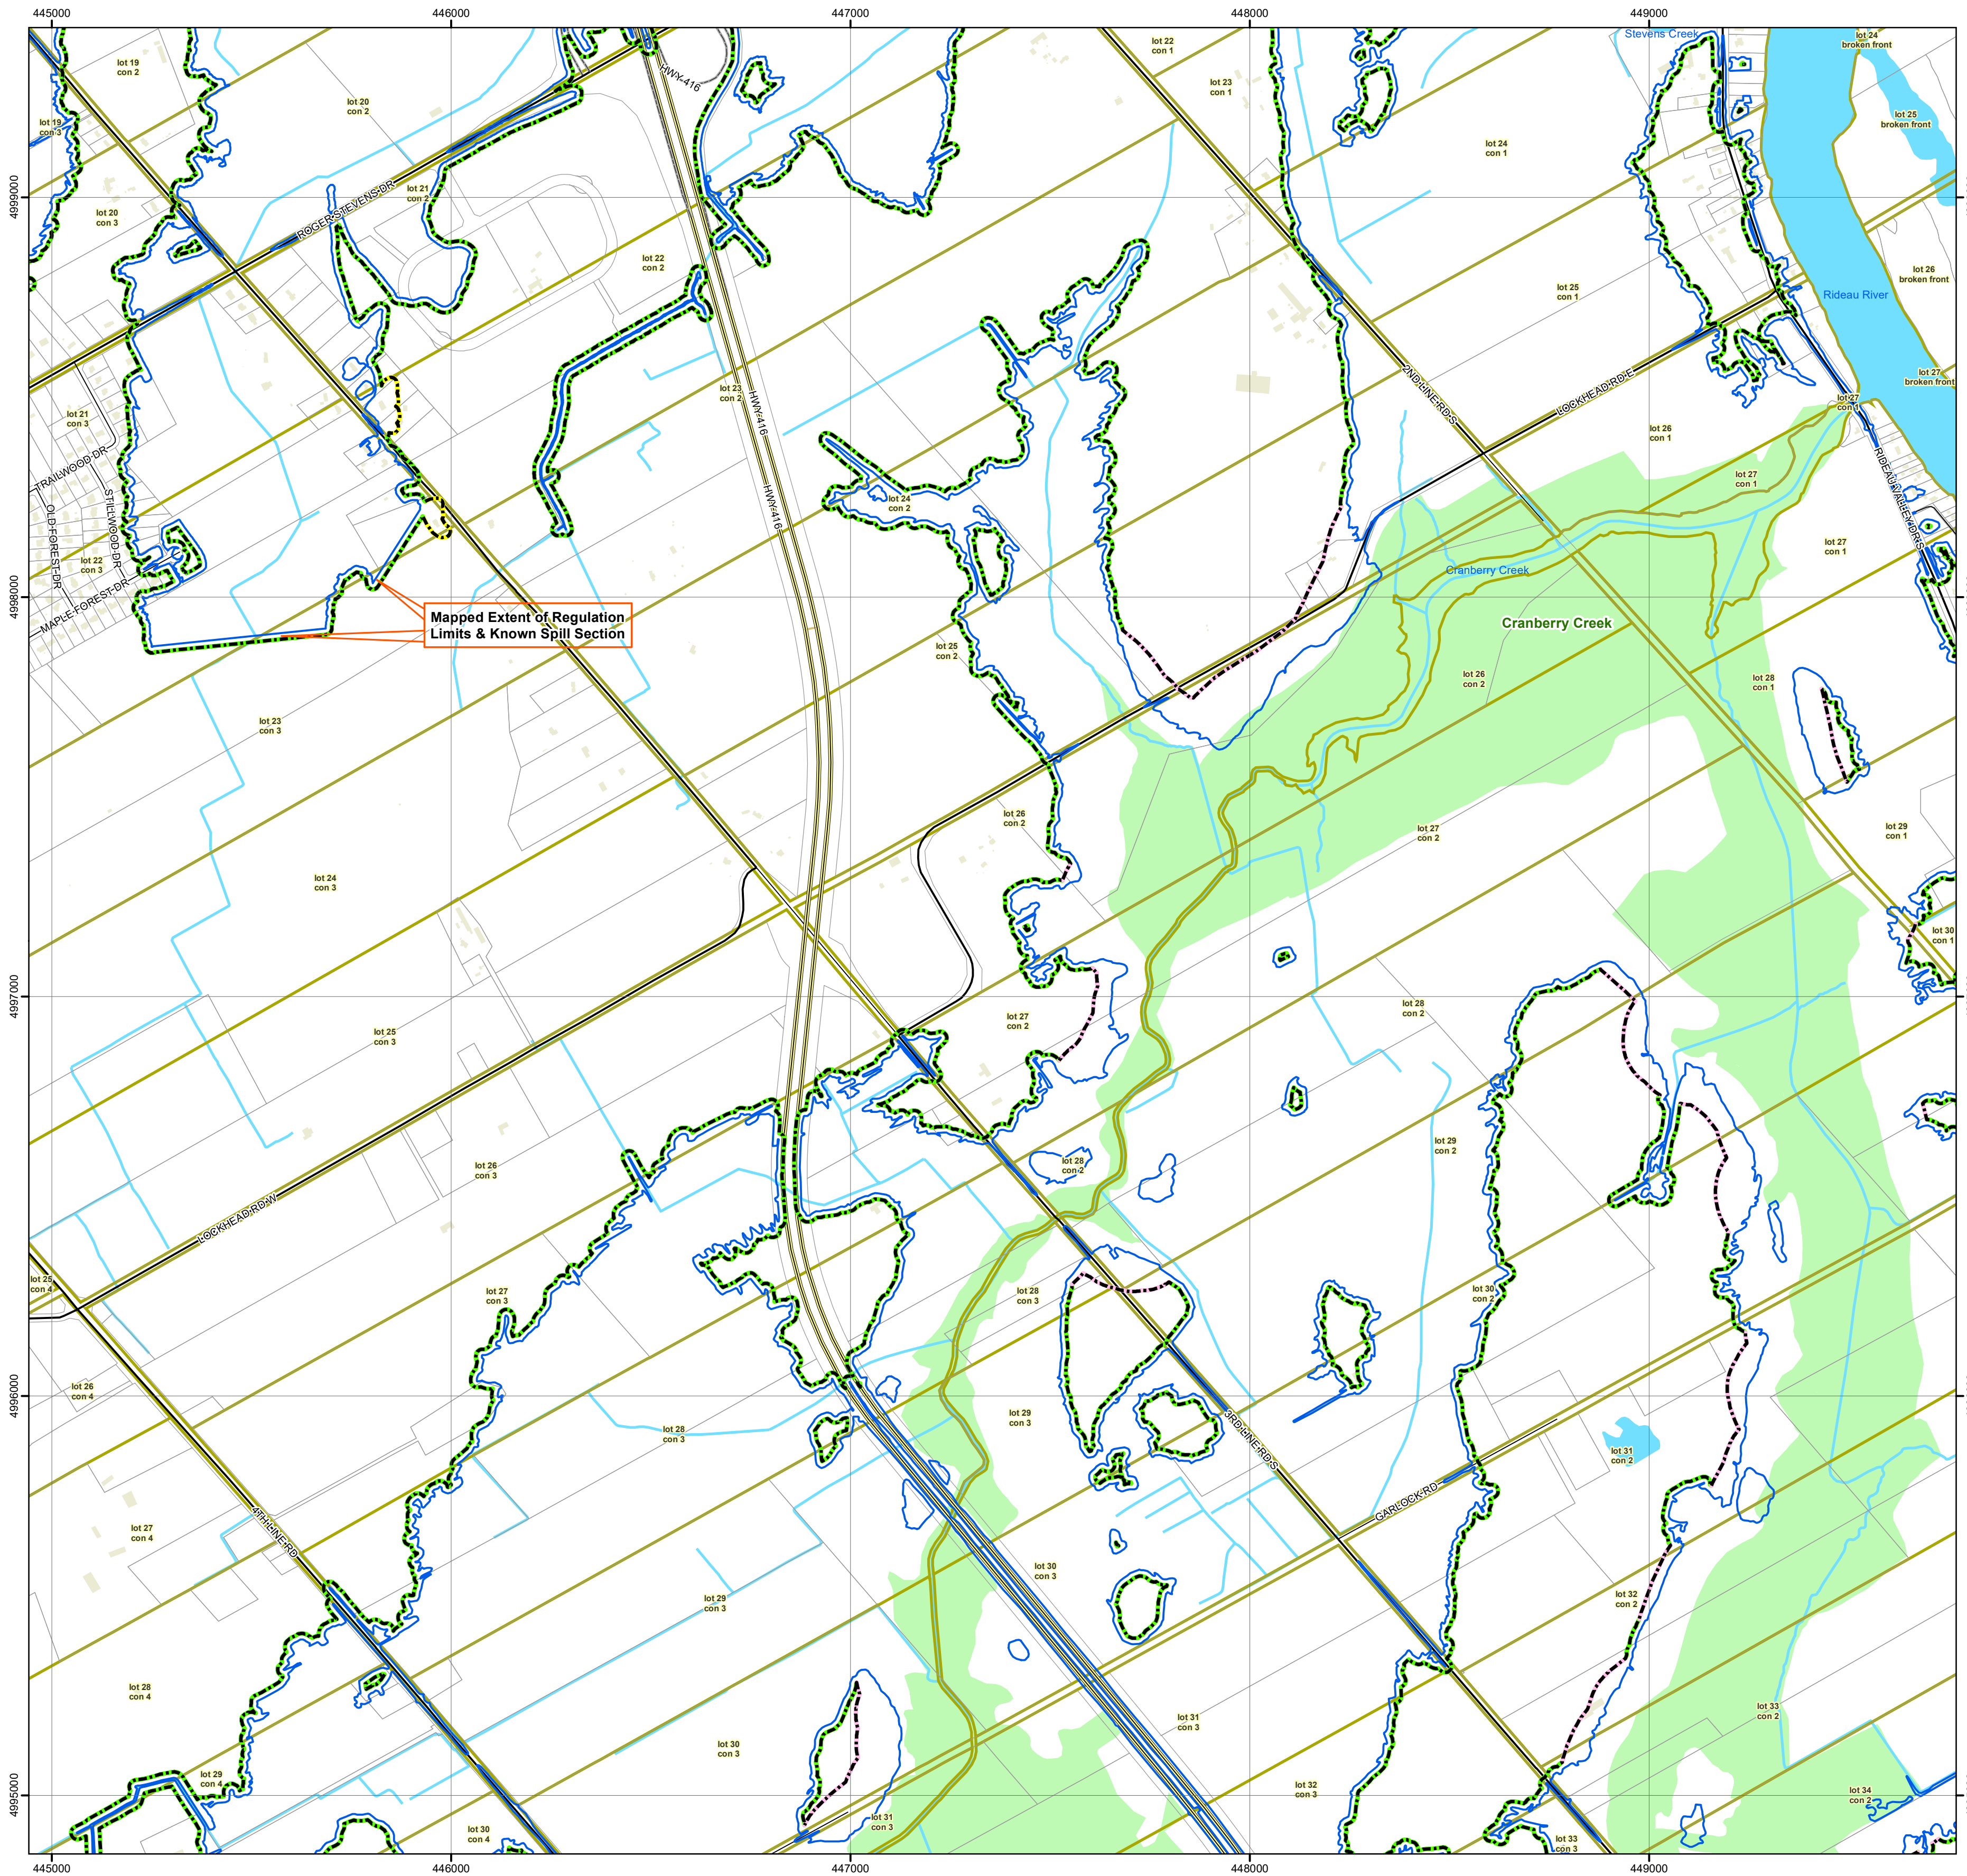 445000
446000
447000
448000
449000
Stevens Creek
lot 24
broken front
lot 22
con 1
lot 19
con 2
HWY-416
lot 23
con 1
lot 20
con 2
lot 25
broken front
lot 19
con 3
lot 24
con 1
4999000
ROGER STEVENS DR
lot 21
con 2
lot 20
con 3
lot 22
con 2
lot 26
broken front
lot 25
con 1
Rideau River
lot 23
con 2
HWY-416
2ND LINE RD S
LOCKHEAD RD E
lot 27
broken front
lot 27
con 1
lot 21
con 3
lot 26
con 1
TRAILWOOD DR
STILLWOOD DR
OLD FOREST DR
HWY-416
lot 24
con 2
lot 27
con 1
RIDEAU VALLEY DR S
lot 27
con 1
lot 22
con 3
MAPLE FOREST DR
Cranberry Creek
4998000
Mapped Extent of Regulation
Limits & Known Spill Section
Cranberry Creek
lot 25
con 2
lot 26
con 2
lot 28
con 1
lot 23
con 3
lot 26
con 2
lot 27
con 2
lot 29
con 1
lot 24
con 3
lot 30
con 1
4997000
lot 25
con 3
lot 27
con 2
lot 28
con 2
lot 26
con 3
lot 28
con 2
lot 29
con 2
LOCKHEAD RD W
lot 25
con 4
lot 27
con 3
lot 28
con 3
lot 30
con 2
4996000
lot 26
con 4
lot 28
con 3
lot 29
con 3
3RD LINE RD S
lot 31
con 2
GARLOCK RD
4TH LINE RD
lot 27
con 4
lot 30
con 3
lot 29
con 3
lot 32
con 2
lot 28
con 4
lot 33
con 2
lot 31
con 3
lot 30
con 3
lot 29
con 4
4995000
lot 32
con 3
lot 34
con 2
lot 31
con 3
lot 30
con 4
lot 33
con 3
445000
446000
447000
448000
449000